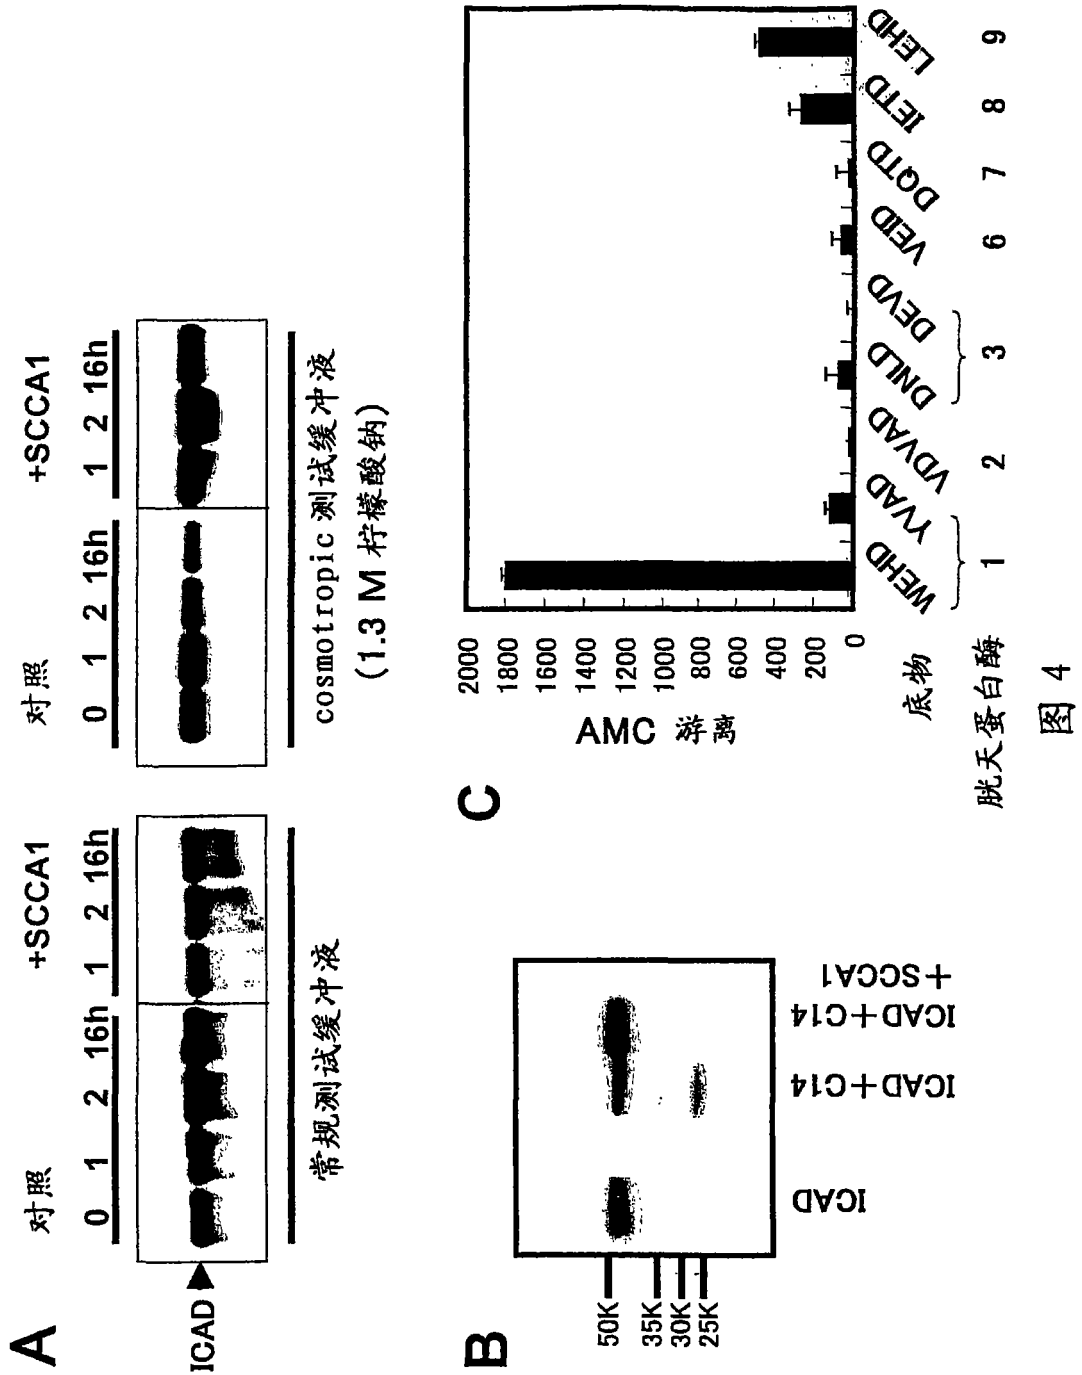 A
对照
+SCCA1
对照
+SCCA1
0 1 2 16h
1 2 16h
0 1 2 16h
1 2 16h
ICAD
常规测试缓冲液
cosmotropic 测试缓冲液
(1.3 M 柠檬酸钠)
B
50K
35K
30K
25K
ICAD
ICAD+C14
ICAD+C14
+SCCA1
C
AMC 游离
2000
1800
1600
1400
1200
1000
800
600
400
200
0
底物
WEHD YVAD VDVAD DNLD DEVD VEID DQTD IETD LEHD
胱天蛋白酶
1 2 3 6 7 8 9
图 4